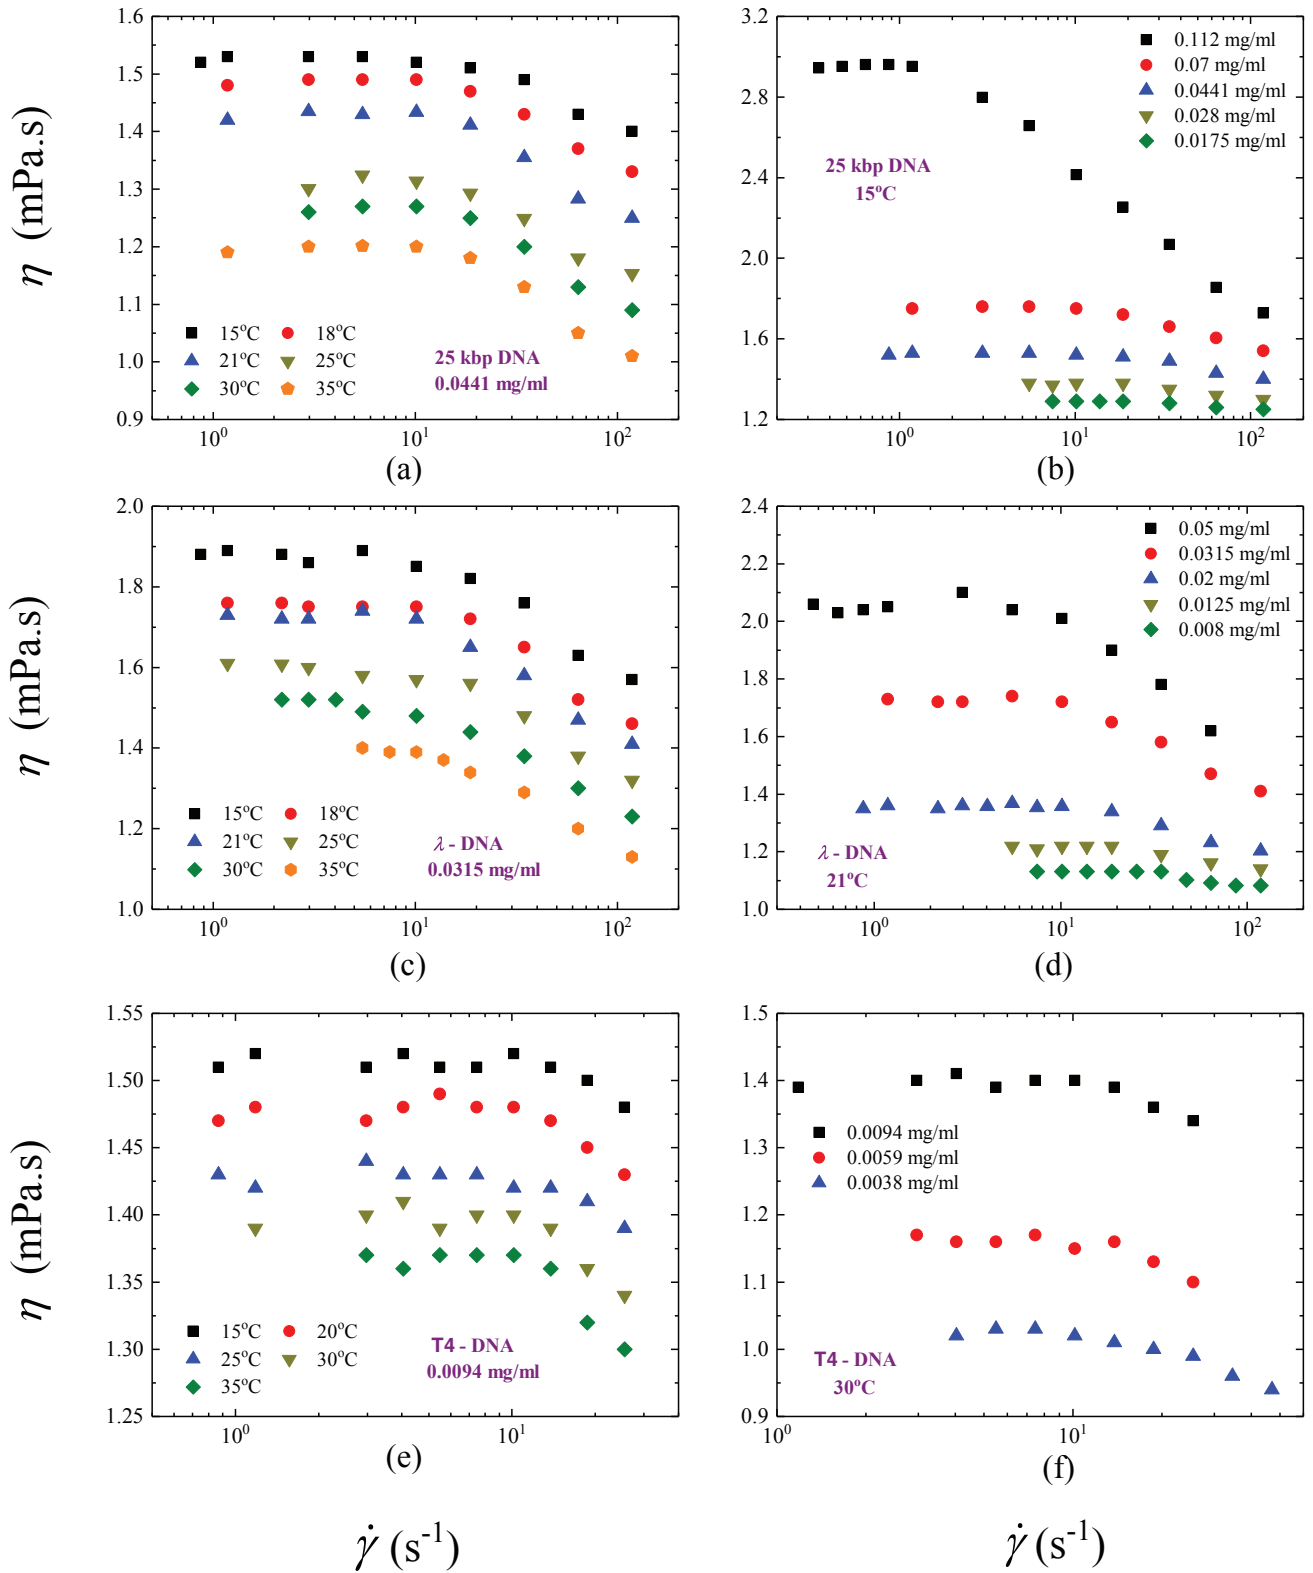 η (mPa.s)
1.6
1.5
1.4
1.3
1.2
1.1
1.0
0.9
15°C 18°C
21°C 25°C
30°C 35°C
25 kbp DNA
0.0441 mg/ml
10⁰ 10¹ 10²
(a)
3.2
2.8
2.4
2.0
1.6
1.2
0.112 mg/ml
0.07 mg/ml
0.0441 mg/ml
0.028 mg/ml
0.0175 mg/ml
25 kbp DNA
15°C
10⁰ 10¹ 10²
(b)
η (mPa.s)
2.0
1.8
1.6
1.4
1.2
1.0
15°C 18°C
21°C 25°C
30°C 35°C
λ - DNA
0.0315 mg/ml
10⁰ 10¹ 10²
(c)
2.4
2.2
2.0
1.8
1.6
1.4
1.2
1.0
0.05 mg/ml
0.0315 mg/ml
0.02 mg/ml
0.0125 mg/ml
0.008 mg/ml
λ - DNA
21°C
10⁰ 10¹ 10²
(d)
η (mPa.s)
1.55
1.50
1.45
1.40
1.35
1.30
1.25
15°C 20°C
25°C 30°C
35°C
T4 - DNA
0.0094 mg/ml
10⁰ 10¹
(e)
1.5
1.4
1.3
1.2
1.1
1.0
0.9
0.0094 mg/ml
0.0059 mg/ml
0.0038 mg/ml
T4 - DNA
30°C
10⁰ 10¹
(f)
γ̇ (s⁻¹) γ̇ (s⁻¹)